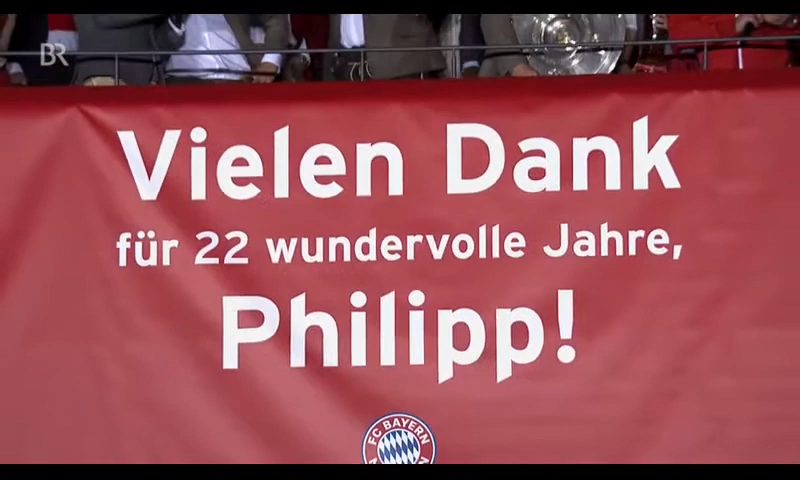 BR
Vielen Dank
für 22 wundervolle Jahre,
Philipp!
FC BAYERN